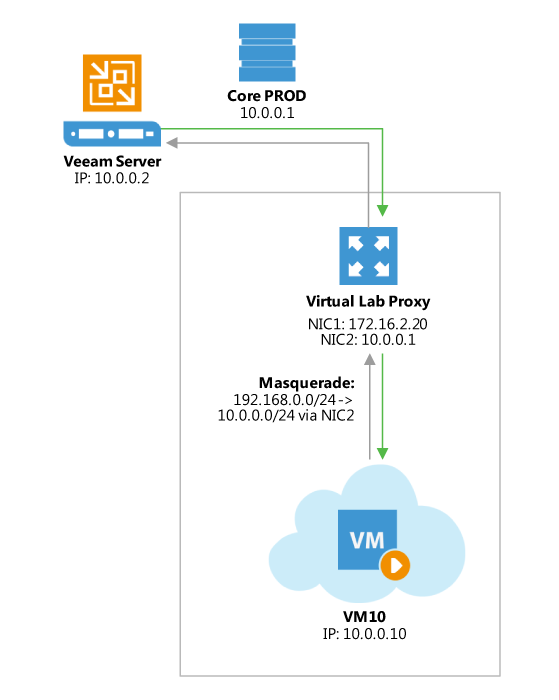 Core PROD
10.0.0.1
Veeam Server
IP: 10.0.0.2
Virtual Lab Proxy
NIC1: 172.16.2.20
NIC2: 10.0.0.1
Masquerade:
192.168.0.0/24->
10.0.0.0/24 via NIC2
VM
VM10
IP: 10.0.0.10